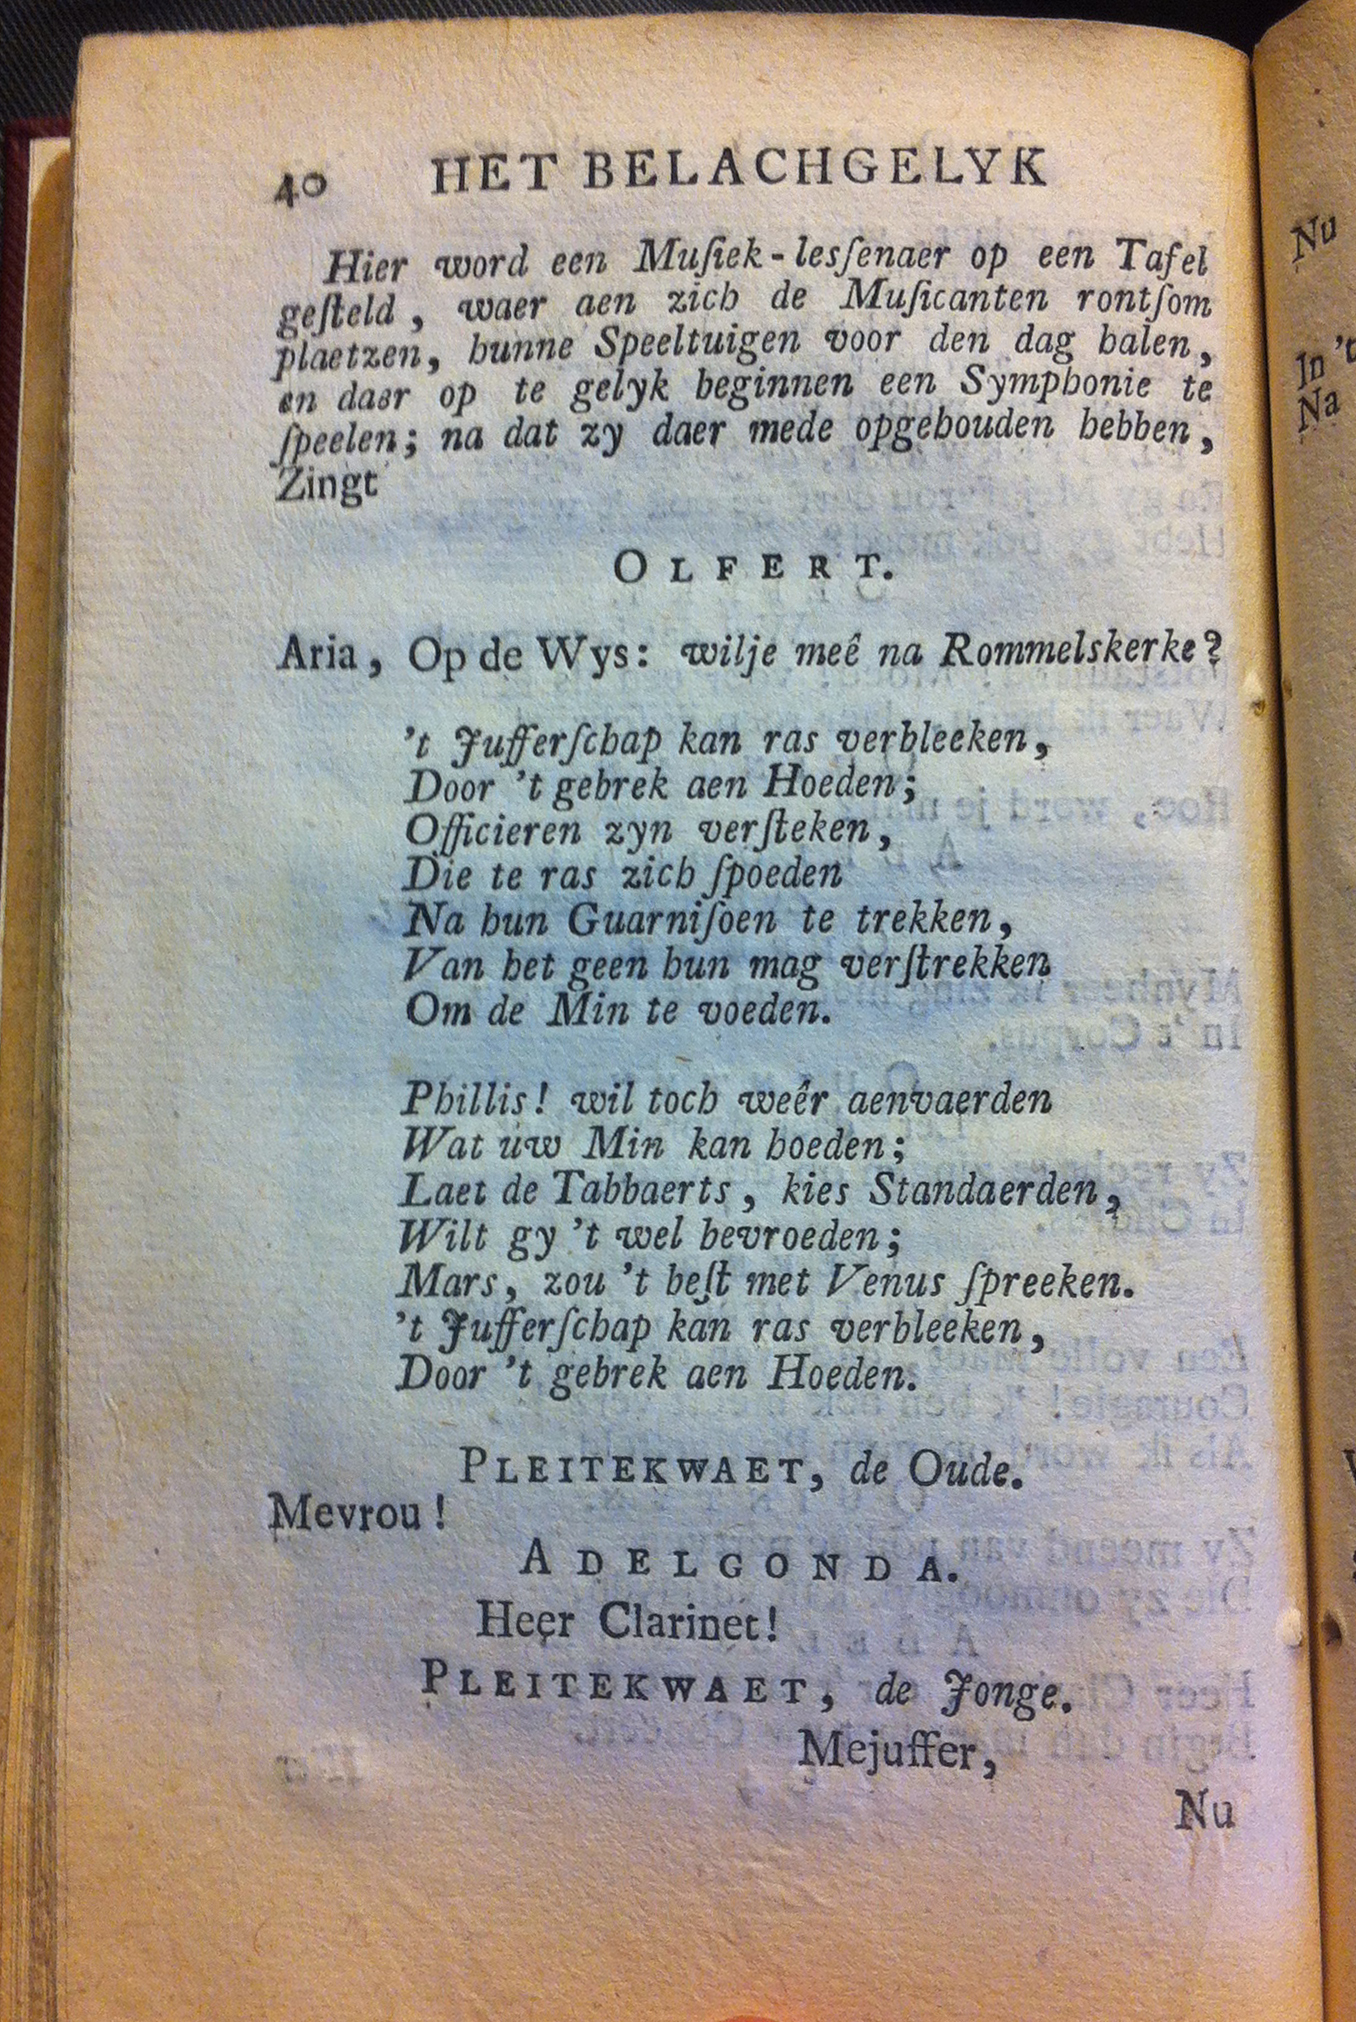 40 HET BELACHGELYK
Hier word een Muſiek-lesſenaer op een Tafel
geſteld, waer aen zich de Muſicanten rontſom
plaetzen, hunne Speeltuigen voor den dag halen,
en daer op te gelyk beginnen een Symphonie te
ſpeelen; na dat zy daer mede opgehouden hebben,
Zingt
OLFERT.
Aria, Op de Wys: wilje meê na Rommelskerke?
't Jufferſchap kan ras verbleeken,
Door 't gebrek aen Hoeden;
Officieren zyn verſteken,
Die te ras zich ſpoeden
Na hun Guarniſoen te trekken,
Van het geen hun mag verſtrekken
Om de Min te voeden.
Phillis! wil toch weêr aenvaerden
Wat uw Min kan hoeden;
Laet de Tabbaerts, kies Standaerden,
Wilt gy 't wel bevroeden;
Mars, zou 't beſt met Venus ſpreeken.
't Jufferſchap kan ras verbleeken,
Door 't gebrek aen Hoeden.
PLEITEKWAET, de Oude.
Mevrou!
ADELGONDA.
Heer Clarinet!
PLEITEKWAET, de Jonge.
Mejuffer,
Nu
Nu
In 't
Na